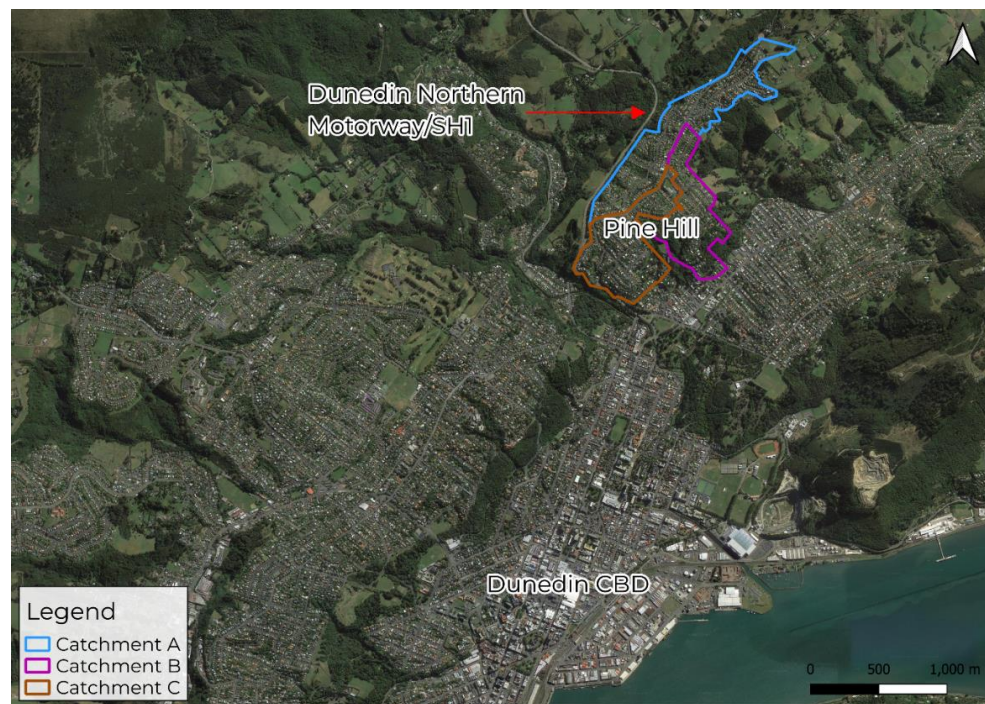 Dunedin Northern
Motorway/SH1
Pine Hill
Dunedin CBD
Legend
Catchment A
Catchment B
Catchment C
0 500 1,000 m